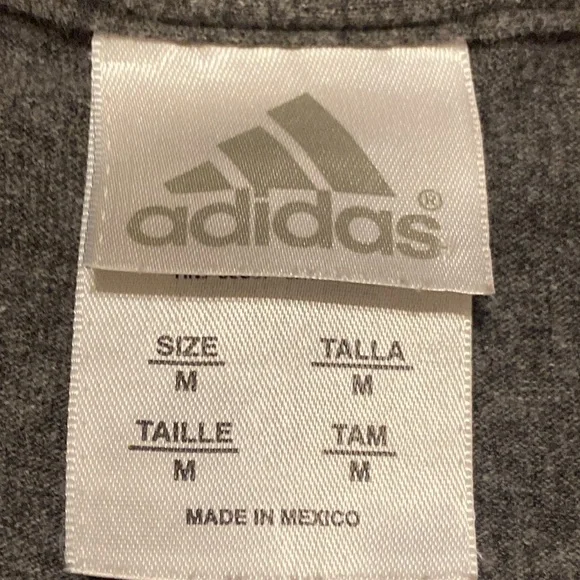 adidas®
SIZE TALLA
M M
TAILLE TAM
M M
MADE IN MEXICO